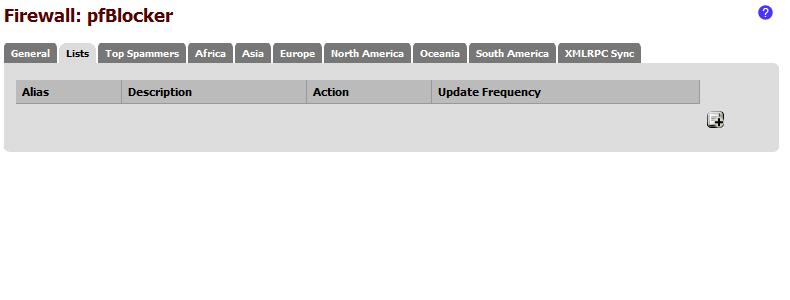 Firewall: pfBlocker
?
General Lists Top Spammers Africa Asia Europe North America Oceania South America XMLRPC Sync
Alias Description Action Update Frequency